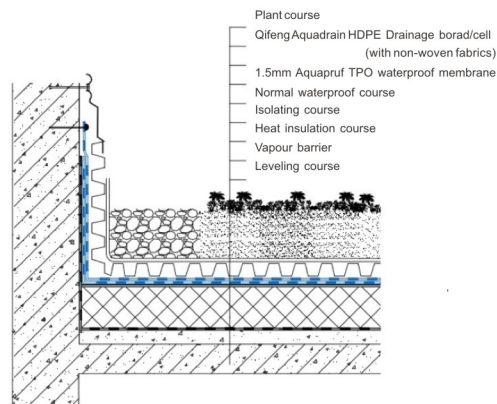 Plant course
Qifeng Aquadrain HDPE Drainage borad/cell
(with non-woven fabrics)
1.5mm Aquapruf TPO waterproof membrane
Normal waterproof course
Isolating course
Heat insulation course
Vapour barrier
Leveling course